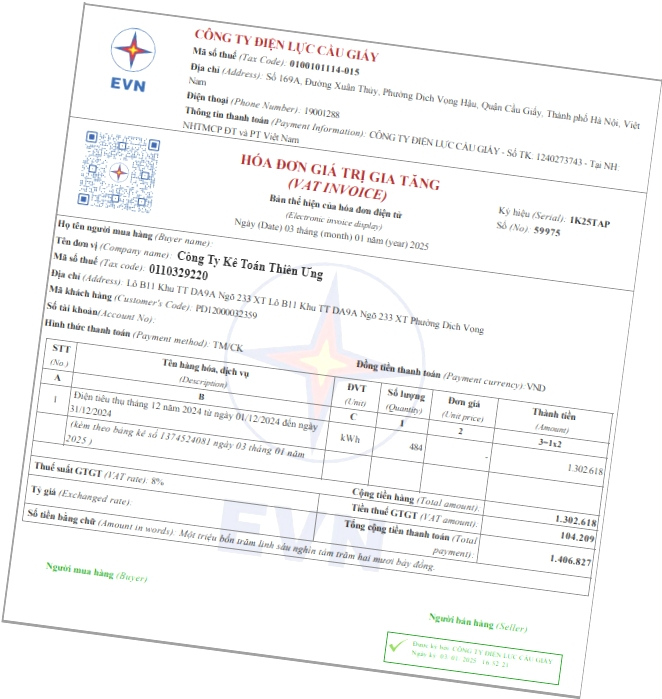 CÔNG TY ĐIỆN LỰC CẦU GIẤY
Mã số thuế (Tax Code): 0100101114-015
Địa chỉ (Address): Số 169A, Đường Xuân Thủy, Phường Dịch Vọng Hậu, Quận Cầu Giấy, Thành phố Hà Nội, Việt
Nam
Điện thoại (Phone Number): 19001288
Thông tin thanh toán (Payment Information): CÔNG TY ĐIỆN LỰC CẦU GIẤY - Số TK: 1240273743 - Tại NH
NHTMCP ĐT và PT Việt Nam
EVN
HÓA ĐƠN GIÁ TRỊ GIA TĂNG
(VAT INVOICE)
Bản thể hiện của hóa đơn điện tử
(Electronic invoice display)
Ngày (Date) 03 tháng (month) 01 năm (year) 2025
Ký hiệu (Serial): 1K25TAP
Số (No): 59975
Họ tên người mua hàng (Buyer name):
Tên đơn vị (Company name): Công Ty Kế Toán Thiên Ưng
Mã số thuế (Tax code): 0110329220
Địa chỉ (Address): Lô B11 Khu TT DA9A Ngõ 233 XT Lô B11 Khu TT DA9A Ngõ 233 XT Phường Dịch Vọng
Mã khách hàng (Customer's Code): PD12000032359
Số tài khoản(Account No):
Hình thức thanh toán (Payment method): TM/CK
Đồng tiền thanh toán (Payment currency): VND
STT (No.) Tên hàng hóa, dịch vụ (Description) ĐVT (Unit) Số lượng (Quantity) Đơn giá (Unit price) Thành tiền (Amount)
A B C 1 2 3=1x2
1 Điện tiêu thụ tháng 12 năm 2024 từ ngày 01/12/2024 đến ngày
31/12/2024 kWh 484 - 1.302.618
(kèm theo bảng kê số 1374524081 ngày 03 tháng 01 năm
2025 )
Cộng tiền hàng (Total amount): 1.302.618
Thuế suất GTGT (VAT rate): 8% Tiền thuế GTGT (VAT amount): 104.209
Tỷ giá (Exchanged rate): Tổng cộng tiền thanh toán (Total
payment): 1.406.827
Số tiền bằng chữ (Amount in words): Một triệu bốn trăm linh sáu nghìn tám trăm hai mươi bảy đồng.
EVN
Người mua hàng (Buyer)
Người bán hàng (Seller)
Được ký bởi: CÔNG TY ĐIỆN LỰC CẦU GIẤY
Ngày ký: 03/01/2025 16:32:21